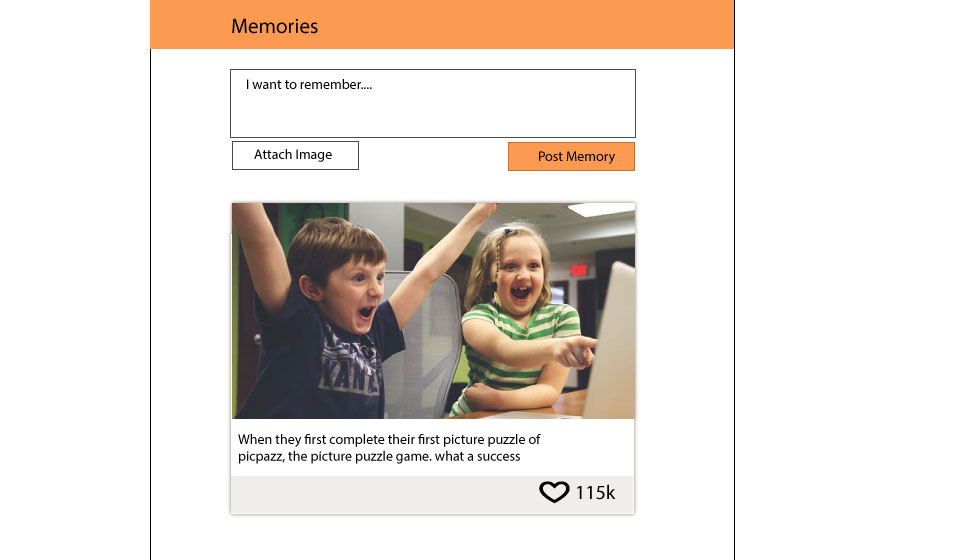 Memories
I want to remember....
Attach Image
Post Memory
When they first complete their first picture puzzle of
picpazz, the picture puzzle game. what a success
115k